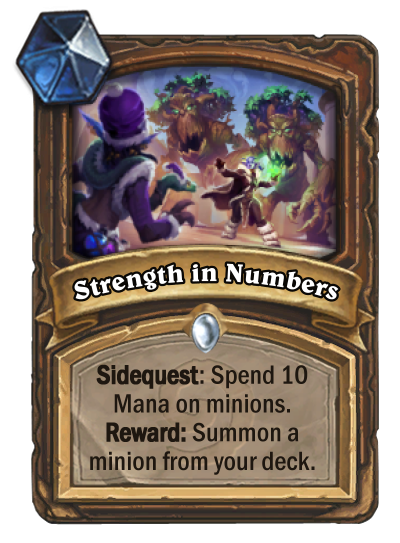 Strength in Numbers
Sidequest: Spend 10
Mana on minions.
Reward: Summon a
minion from your deck.